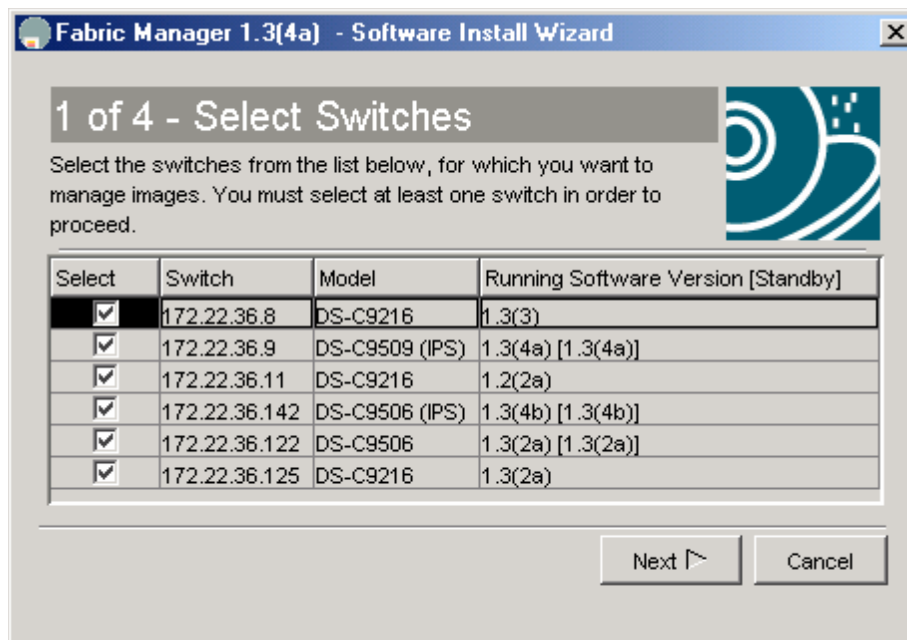 Fabric Manager 1.3(4a) - Software Install Wizard
1 of 4 - Select Switches
Select the switches from the list below, for which you want to
manage images. You must select at least one switch in order to
proceed.
Select Switch Model Running Software Version [Standby]
172.22.36.8 DS-C9216 1.3(3)
172.22.36.9 DS-C9509 (IPS) 1.3(4a) [1.3(4a)]
172.22.36.11 DS-C9216 1.2(2a)
172.22.36.142 DS-C9506 (IPS) 1.3(4b) [1.3(4b)]
172.22.36.122 DS-C9506 1.3(2a) [1.3(2a)]
172.22.36.125 DS-C9216 1.3(2a)
Next Cancel